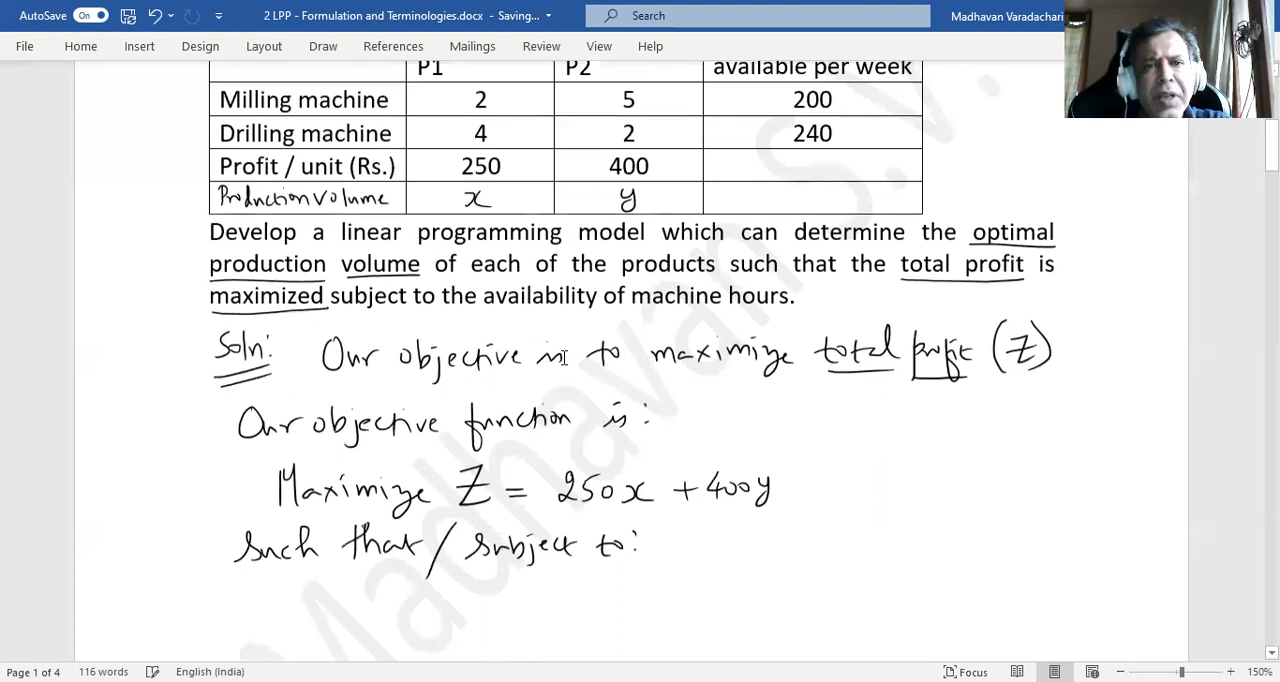 AutoSave On 2 LPP - Formulation and Terminologies.docx - Saving... Search Madhavan Varadachari
File Home Insert Design Layout Draw References Mailings Review View Help
P1 P2 available per week
Milling machine 2 5 200
Drilling machine 4 2 240
Profit / unit (Rs.) 250 400
Production volume x y
Develop a linear programming model which can determine the optimal
production volume of each of the products such that the total profit is
maximized subject to the availability of machine hours.
Soln: Our objective is to maximize total profit (Z)
Our objective function is:
Maximize Z = 250x + 400y
such that / subject to:
Madhavan S.V.
Page 1 of 4 116 words English (India) Focus 150%